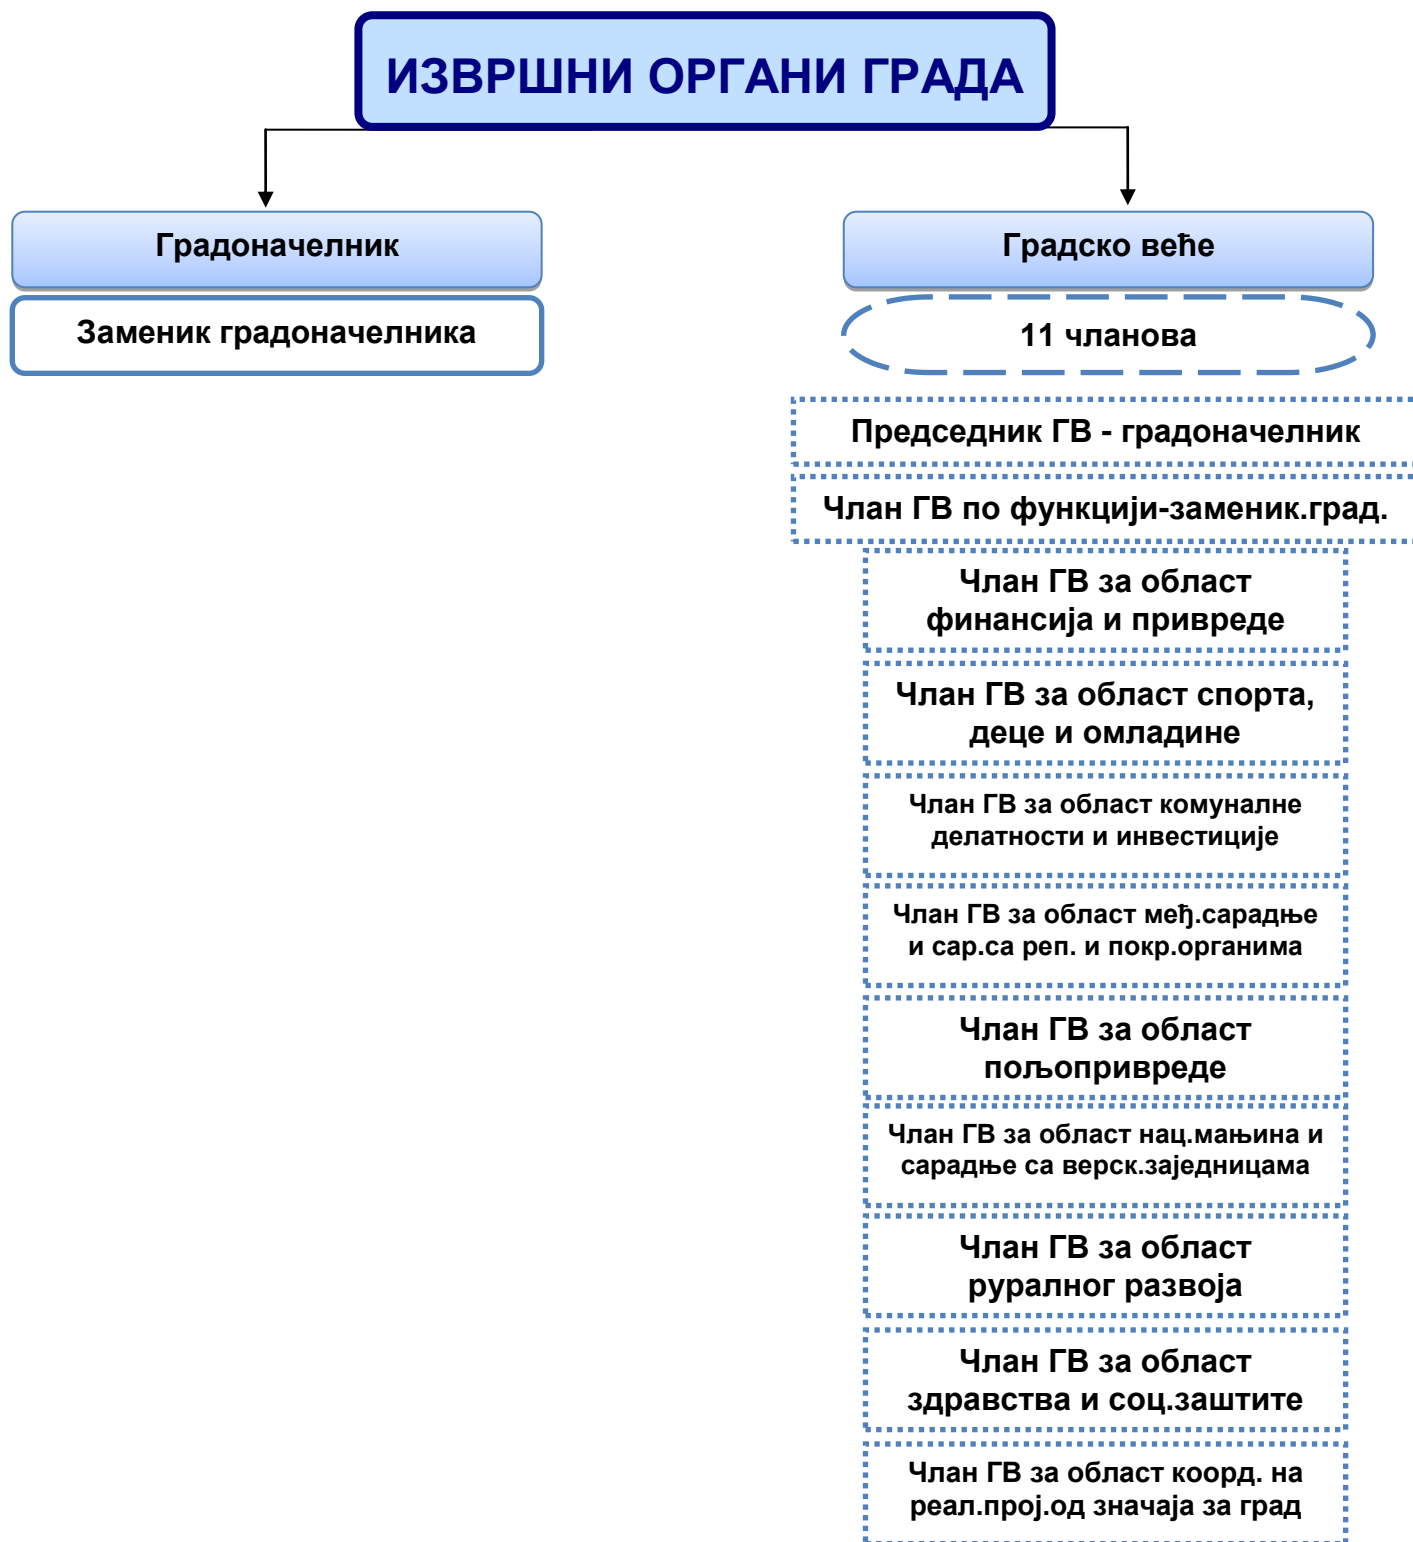 ИЗВРШНИ ОРГАНИ ГРАДА
Градоначелник
Заменик градоначелника
Градско веће
11 чланова
Председник ГВ - градоначелник
Члан ГВ по функцији-заменик.град.
Члан ГВ за област
финансија и привреде
Члан ГВ за област спорта,
деце и омладине
Члан ГВ за област комуналне
делатности и инвестиције
Члан ГВ за област међ.сарадње
и сар.са реп. и покр.органима
Члан ГВ за област
пољопривреде
Члан ГВ за област нац.мањина и
сарадње са верск.заједницама
Члан ГВ за област
руралног развоја
Члан ГВ за област
здравства и соц.заштите
Члан ГВ за област коорд. на
реал.прој.од значаја за град